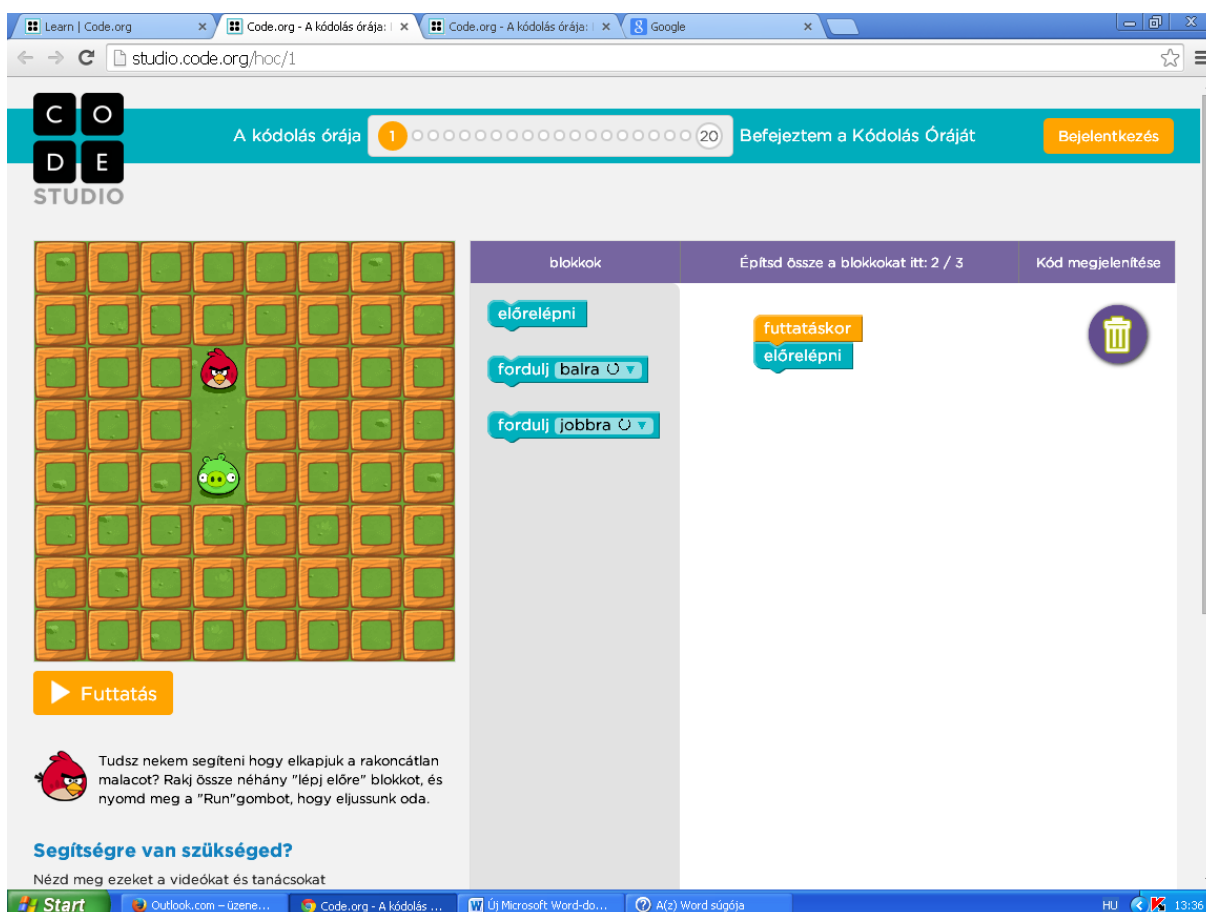 Learn | Code.org
Code.org - A kódolás órája:
Code.org - A kódolás órája:
Google
studio.code.org/hoc/1
CODE
STUDIO
A kódolás órája
1
20
Befejeztem a Kódolás Óráját
Bejelentkezés
blokkok
Építsd össze a blokkokat itt: 2 / 3
Kód megjelenítése
előrelépni
fordulj balra
fordulj jobbra
futtatáskor
előrelépni
Futtatás
Tudsz nekem segíteni hogy elkapjuk a rakoncátlan
malacot? Rakj össze néhány "lépj előre" blokkot, és
nyomd meg a "Run"gombot, hogy eljussunk oda.
Segítségre van szükséged?
Nézd meg ezeket a videókat és tanácsokat
Start
Outlook.com – üzene...
Code.org - A kódolás ...
Új Microsoft Word-do...
A(z) Word súgója
HU
13:36